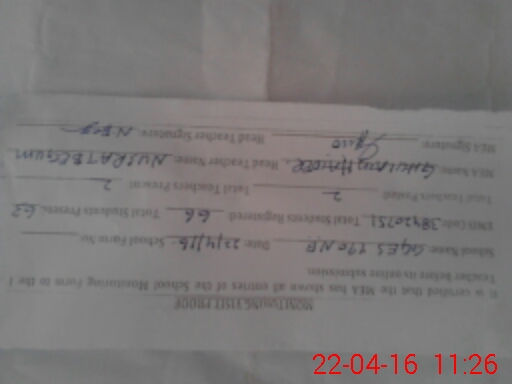 MONITORING VISIT PROOF
It is certified that the MEA has shown all entries of the School Monitoring Form to the
Teacher before its online submission.
School Name: GGES 190 NB Date: 22/4/16 School Form No:
EMIS Code: 38420751 Total Students Registered: 66 Total Students Present: 63
Total Teachers Posted: 2 Total Teachers Present: 2
MEA Name: Head Teacher Name: NUSRAT BEGUM
MEA Signature: Head Teacher Signature:
22-04-16 11:26